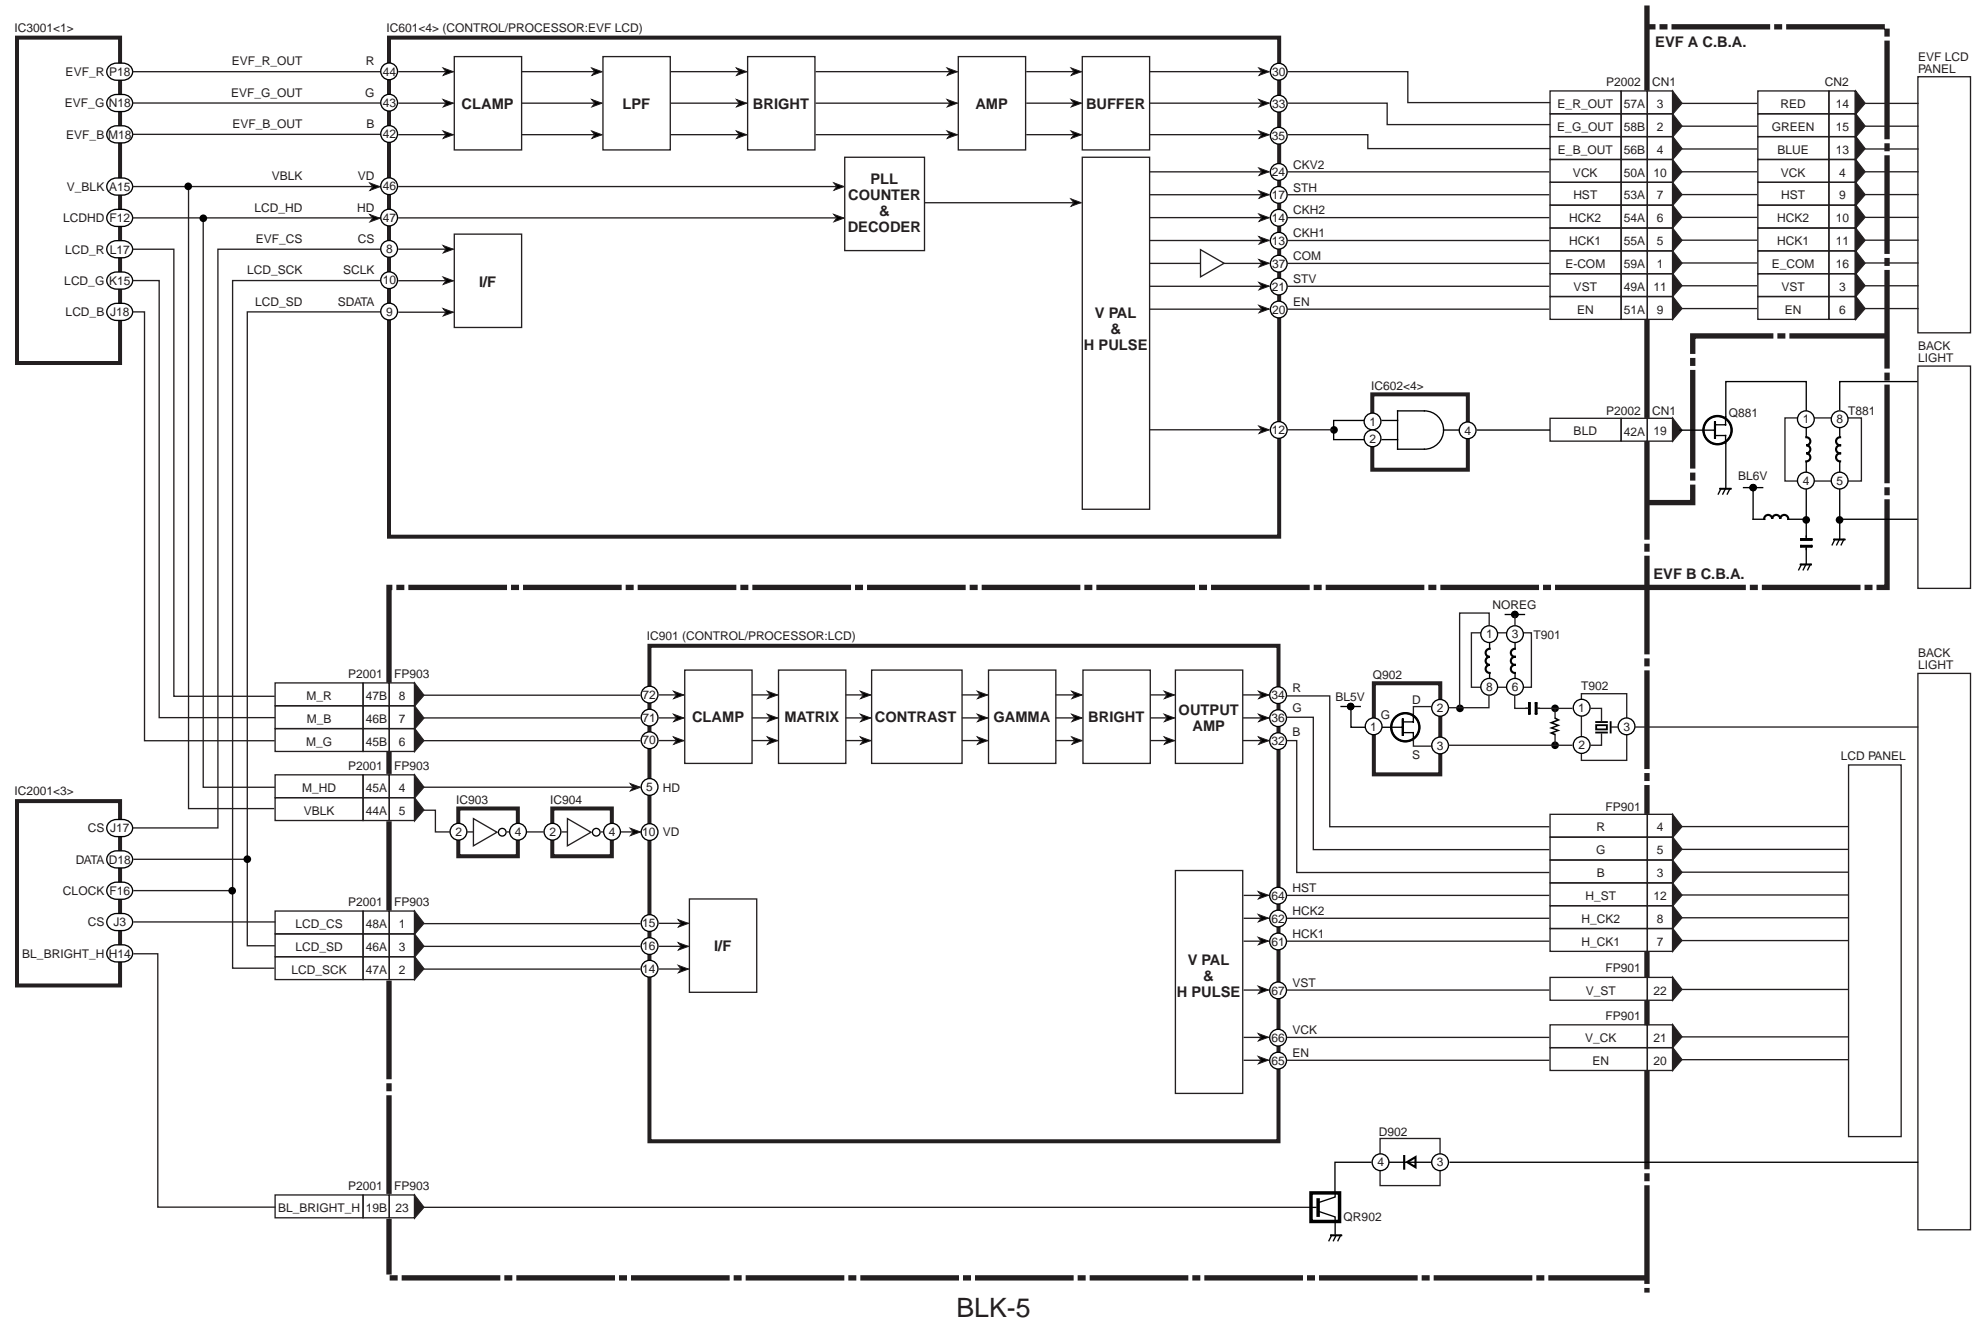 IC3001<1>
EVF_R P18
EVF_G N18
EVF_B M18
V_BLK A15
LCDHD F12
LCD_R L17
LCD_G K15
LCD_B J18
EVF_R_OUT R 44
EVF_G_OUT G 43
EVF_B_OUT B 42
VBLK VD 46
LCD_HD HD 47
EVF_CS CS 8
LCD_SCK SCLK 10
LCD_SD SDATA 9
IC601<4> (CONTROL/PROCESSOR:EVF LCD)
CLAMP
LPF
BRIGHT
AMP
BUFFER
PLL
COUNTER
&
DECODER
I/F
V PAL
&
H PULSE
30
33
35
24 CKV2
17 STH
14 CKH2
13 CKH1
37 COM
21 STV
20 EN
12
IC602<4>
1
2
4
EVF A C.B.A.
P2002 CN1
E_R_OUT 57A 3
E_G_OUT 58B 2
E_B_OUT 56B 4
VCK 50A 10
HST 53A 7
HCK2 54A 6
HCK1 55A 5
E-COM 59A 1
VST 49A 11
EN 51A 9
CN2
RED 14
GREEN 15
BLUE 13
VCK 4
HST 9
HCK2 10
HCK1 11
E_COM 16
VST 3
EN 6
EVF LCD
PANEL
BACK
LIGHT
P2002 CN1
BLD 42A 19
Q881
T881
1 8
4 5
BL6V
EVF B C.B.A.
IC901 (CONTROL/PROCESSOR:LCD)
P2001 FP903
M_R 47B 8
M_B 46B 7
M_G 45B 6
P2001 FP903
M_HD 45A 4
VBLK 44A 5
72
71
70
CLAMP
MATRIX
CONTRAST
GAMMA
BRIGHT
OUTPUT
AMP
34 R
36 G
32 B
5 HD
IC903
2 4
IC904
2 4
10 VD
IC2001<3>
CS J17
DATA D18
CLOCK F16
CS J3
BL_BRIGHT_H H14
P2001 FP903
LCD_CS 48A 1
LCD_SD 46A 3
LCD_SCK 47A 2
15
16
14
I/F
V PAL
&
H PULSE
64 HST
62 HCK2
61 HCK1
67 VST
66 VCK
65 EN
NOREG
T901
1 3
8 6
Q902
BL5V
1 G
D 2
S 3
T902
1
2
3
BACK
LIGHT
LCD PANEL
FP901
R 4
G 5
B 3
H_ST 12
H_CK2 8
H_CK1 7
FP901
V_ST 22
FP901
V_CK 21
EN 20
D902
4 3
QR902
P2001 FP903
BL_BRIGHT_H 19B 23
BLK-5